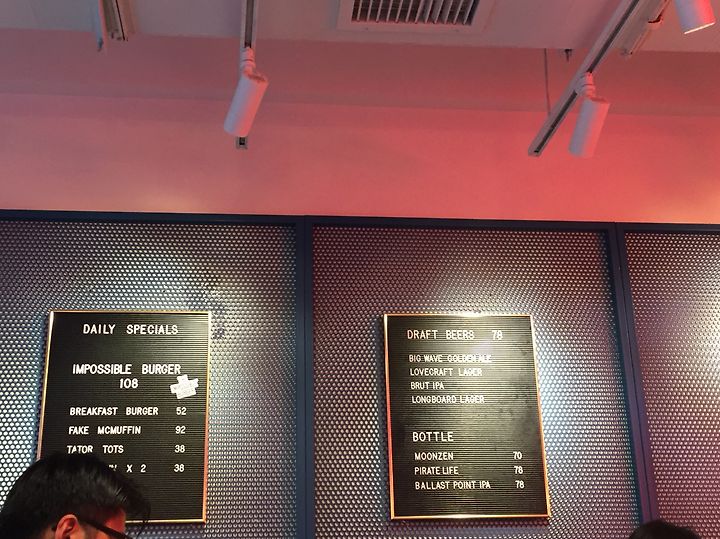 DAILY SPECIALS
IMPOSSIBLE BURGER
108
BREAKFAST BURGER 52
FAKE MCMUFFIN 92
TATOR TOTS 38
X 2 38
DRAFT BEERS 78
BIG WAVE GOLDEN ALE
LOVECRAFT LAGER
BRUT IPA
LONGBOARD LAGER
BOTTLE
MOONZEN 70
PIRATE LIFE 78
BALLAST POINT IPA 78